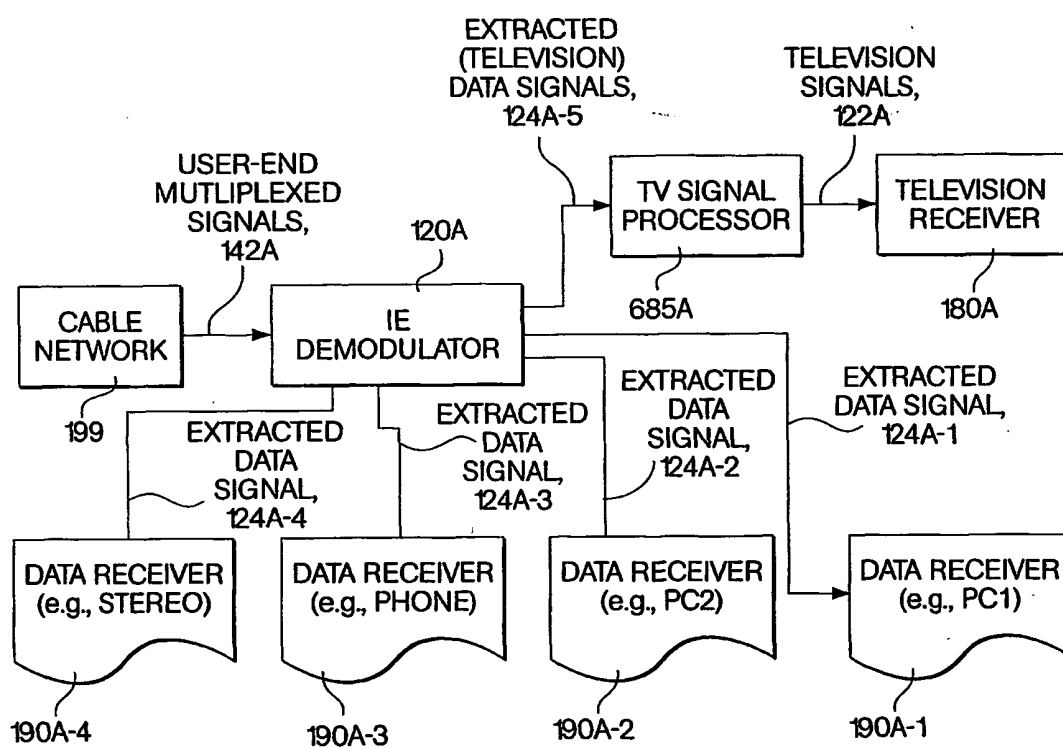 EXTRACTED
(TELEVISION)
DATA SIGNALS,
124A-5
TELEVISION
SIGNALS,
122A
USER-END
MUTLIPLEXED
SIGNALS,
142A
120A
TV SIGNAL
PROCESSOR
TELEVISION
RECEIVER
685A
180A
CABLE
NETWORK
IE
DEMODULATOR
199
EXTRACTED
DATA
SIGNAL,
124A-4
EXTRACTED
DATA
SIGNAL,
124A-3
EXTRACTED
DATA
SIGNAL,
124A-2
EXTRACTED
DATA SIGNAL,
124A-1
DATA RECEIVER
(e.g., STEREO)
DATA RECEIVER
(e.g., PHONE)
DATA RECEIVER
(e.g., PC2)
DATA RECEIVER
(e.g., PC1)
190A-4
190A-3
190A-2
190A-1